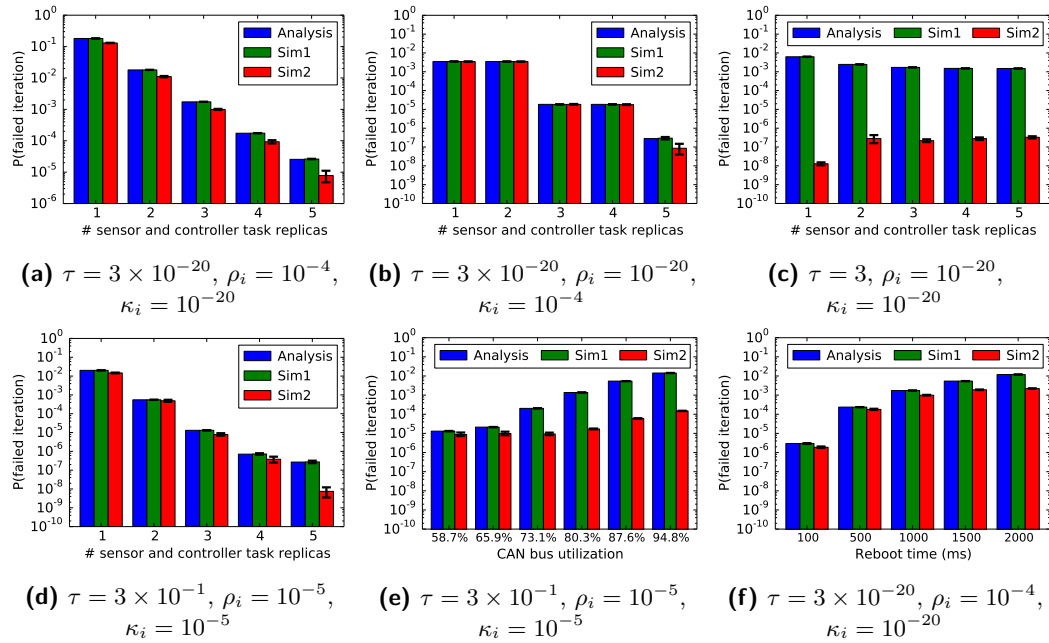 P(failed iteration)
10^0
10^-1
10^-2
10^-3
10^-4
10^-5
10^-6
Analysis
Sim1
Sim2
1 2 3 4 5
# sensor and controller task replicas
(a) τ = 3 × 10^-20, ρ_i = 10^-4,
κ_i = 10^-20
P(failed iteration)
10^0
10^-1
10^-2
10^-3
10^-4
10^-5
10^-6
10^-7
10^-8
10^-9
10^-10
Analysis
Sim1
Sim2
1 2 3 4 5
# sensor and controller task replicas
(b) τ = 3 × 10^-20, ρ_i = 10^-20,
κ_i = 10^-4
P(failed iteration)
10^0
10^-1
10^-2
10^-3
10^-4
10^-5
10^-6
10^-7
10^-8
10^-9
10^-10
Analysis Sim1 Sim2
1 2 3 4 5
# sensor and controller task replicas
(c) τ = 3, ρ_i = 10^-20,
κ_i = 10^-20
P(failed iteration)
10^0
10^-1
10^-2
10^-3
10^-4
10^-5
10^-6
10^-7
10^-8
10^-9
10^-10
Analysis
Sim1
Sim2
1 2 3 4 5
# sensor and controller task replicas
(d) τ = 3 × 10^-1, ρ_i = 10^-5,
κ_i = 10^-5
P(failed iteration)
10^0
10^-1
10^-2
10^-3
10^-4
10^-5
10^-6
10^-7
10^-8
10^-9
10^-10
Analysis Sim1 Sim2
58.7% 65.9% 73.1% 80.3% 87.6% 94.8%
CAN bus utilization
(e) τ = 3 × 10^-1, ρ_i = 10^-5,
κ_i = 10^-5
P(failed iteration)
10^0
10^-1
10^-2
10^-3
10^-4
10^-5
10^-6
10^-7
10^-8
10^-9
10^-10
Analysis Sim1 Sim2
100 500 1000 1500 2000
Reboot time (ms)
(f) τ = 3 × 10^-20, ρ_i = 10^-4,
κ_i = 10^-20